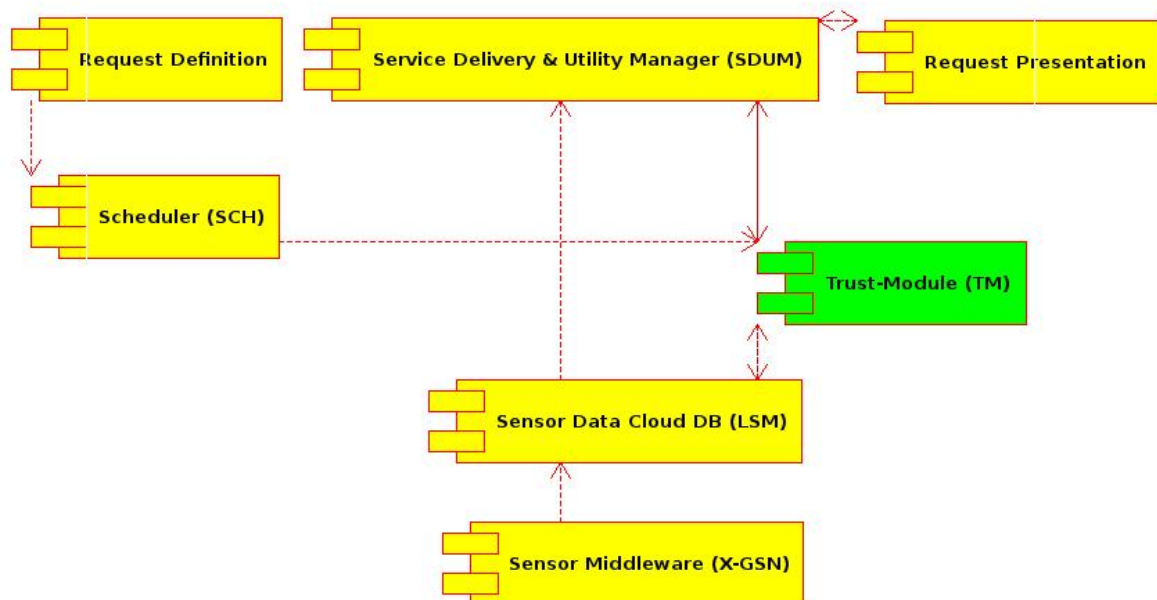 Request Definition
Service Delivery & Utility Manager (SDUM)
Request Presentation
Scheduler (SCH)
Trust-Module (TM)
Sensor Data Cloud DB (LSM)
Sensor Middleware (X-GSN)